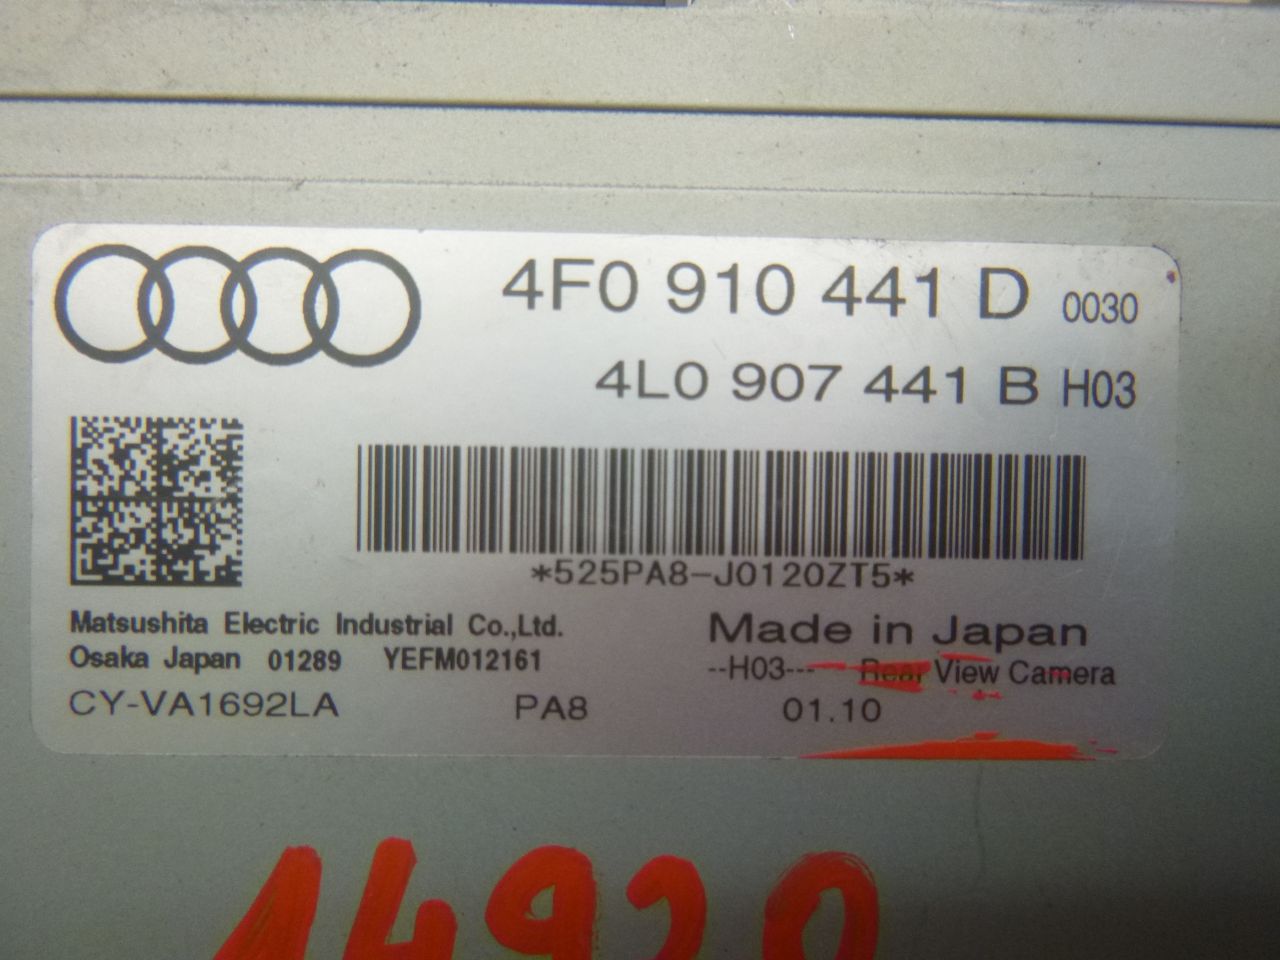 4F0 910 441 D 0030
4L0 907 441 B H03
*525PA8-J0120ZT5*
Matsushita Electric Industrial Co.,Ltd.
Made in Japan
Osaka Japan 01289 YEFM012161
--H03--- Rear View Camera
CY-VA1692LA PA8 01.10
14920